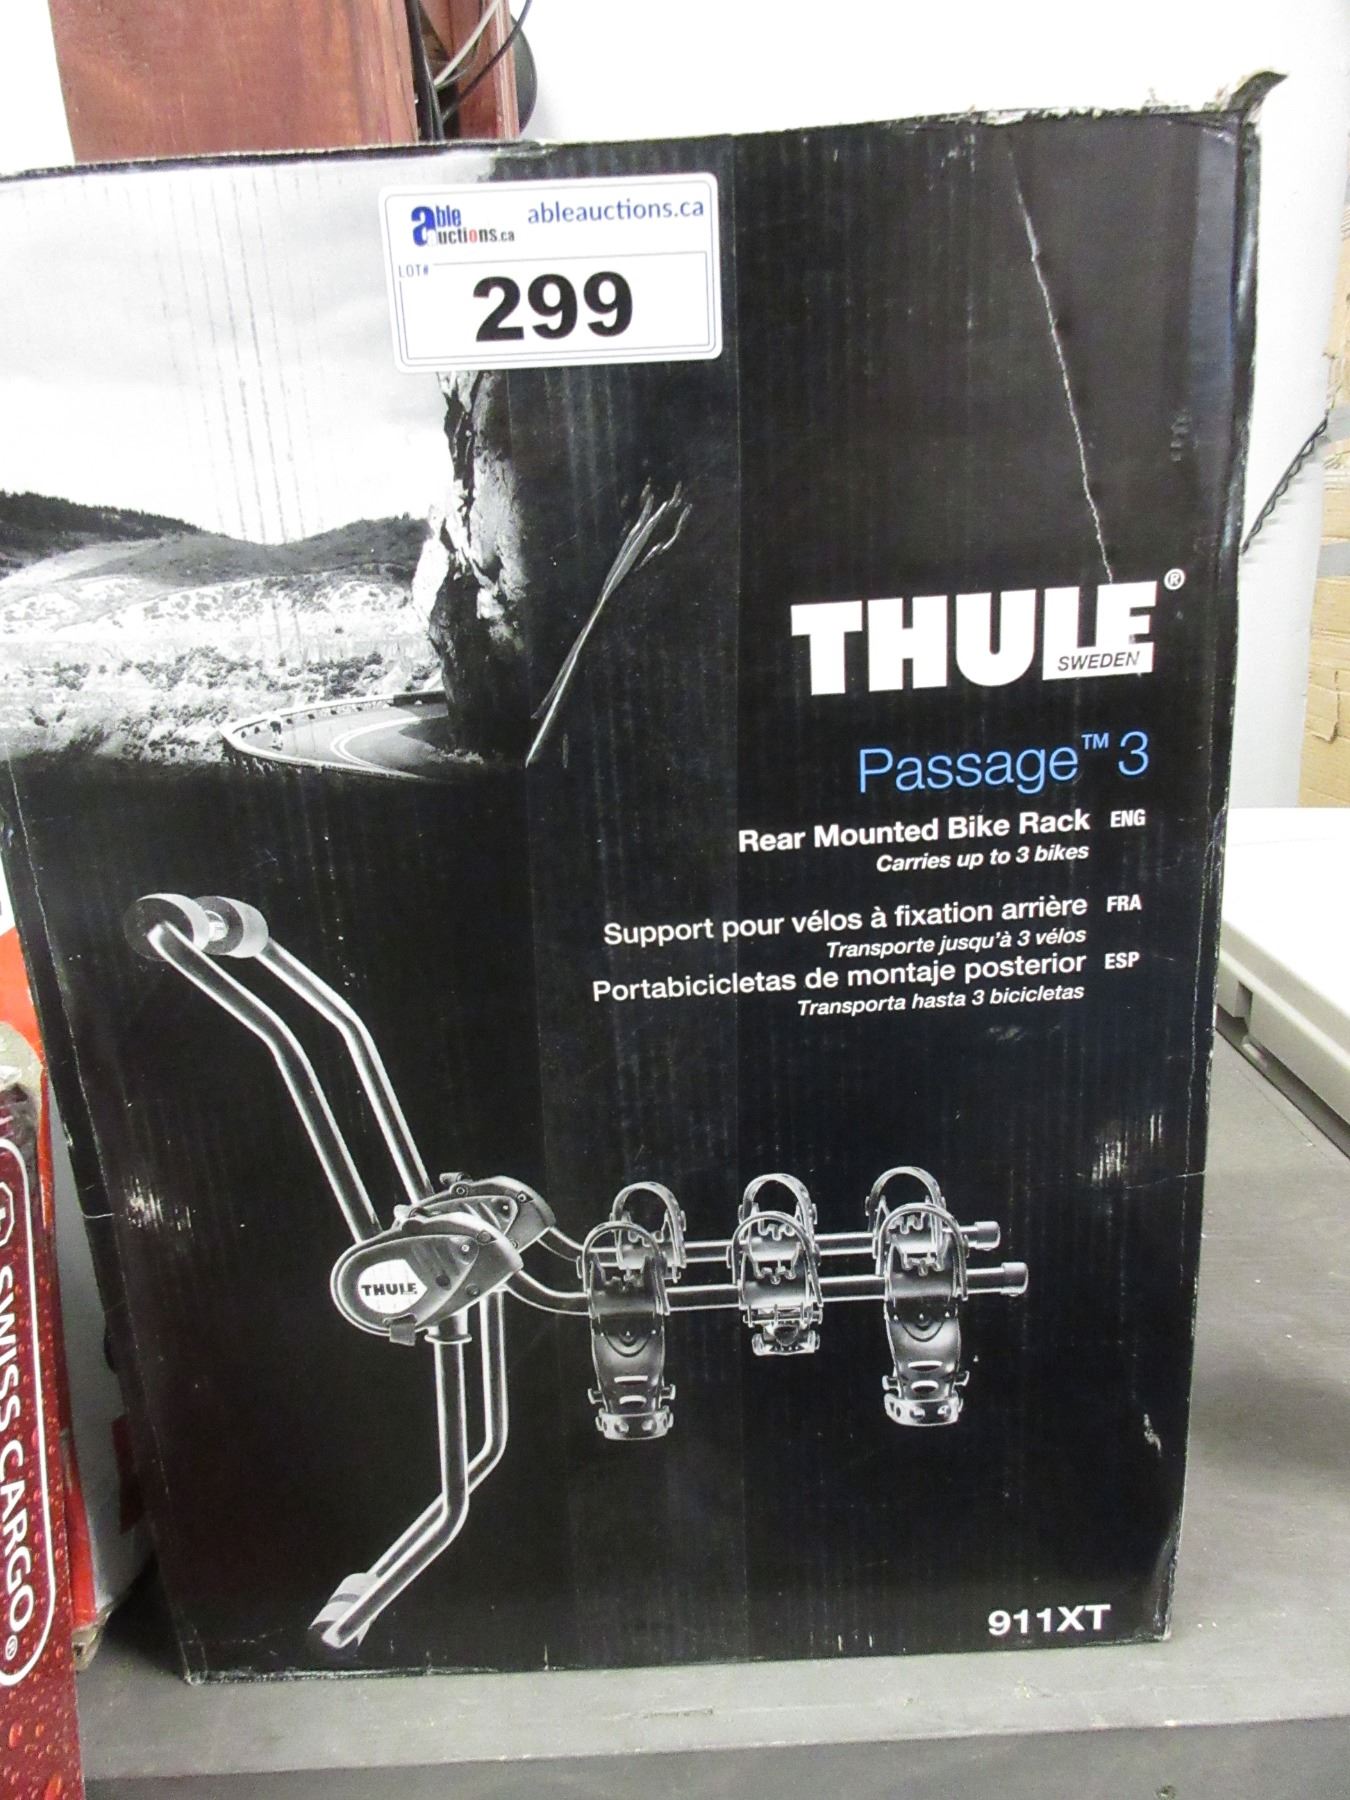 able auctions.ca
ableauctions.ca
LOT#
299
THULE®
SWEDEN
Passage™ 3
Rear Mounted Bike Rack ENG
Carries up to 3 bikes
Support pour vélos à fixation arrière FRA
Transporte jusqu'à 3 vélos
Portabicicletas de montaje posterior ESP
Transporta hasta 3 bicicletas
THULE
911XT
SWISS CARGO®